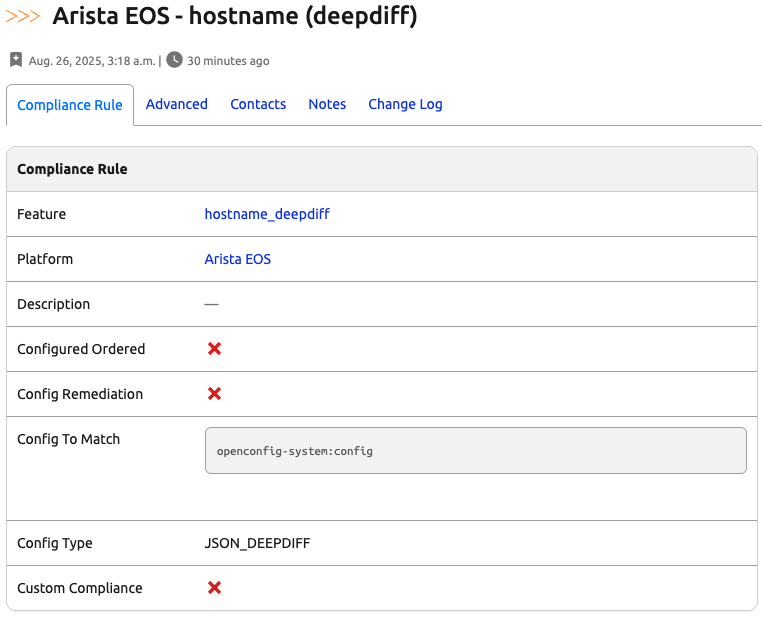 >>> Arista EOS - hostname (deepdiff)
Aug. 26, 2025, 3:18 a.m. | 30 minutes ago
Compliance Rule Advanced Contacts Notes Change Log
Compliance Rule
Feature hostname_deepdiff
Platform Arista EOS
Description —
Configured Ordered
Config Remediation
Config To Match openconfig-system:config
Config Type JSON_DEEPDIFF
Custom Compliance